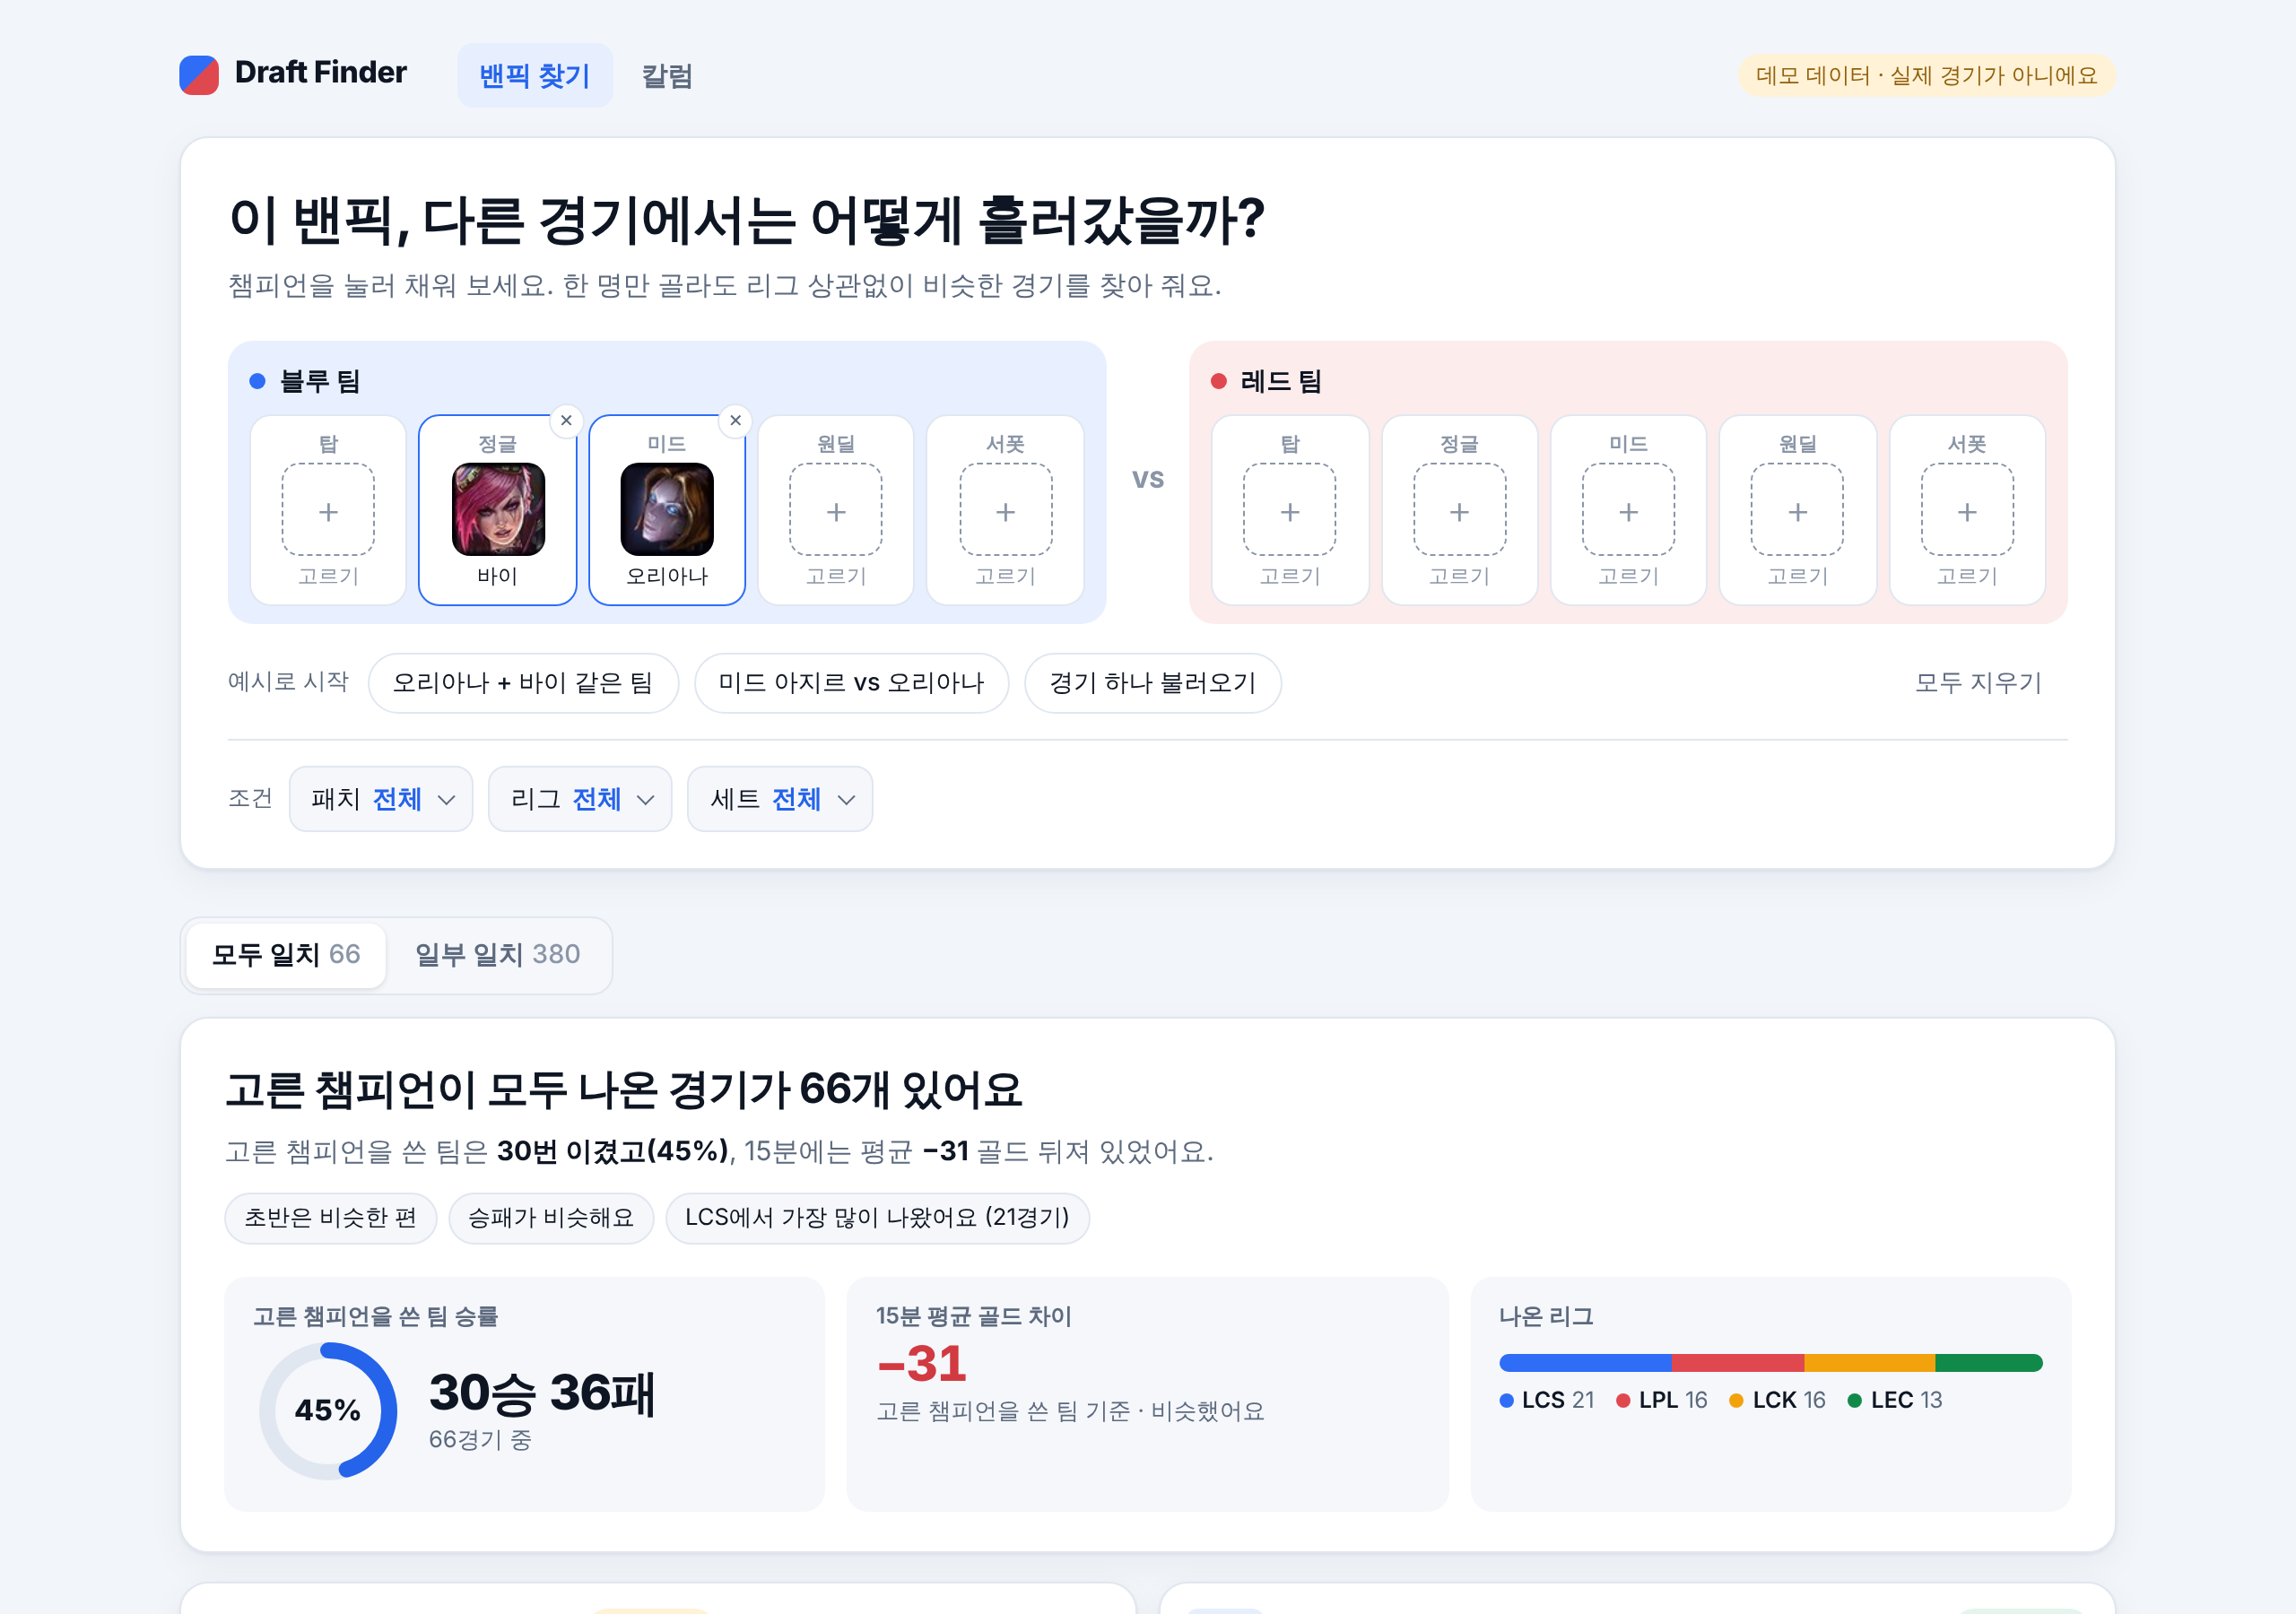 Draft Finder
밴픽 찾기
칼럼
데모 데이터 · 실제 경기가 아니에요
이 밴픽, 다른 경기에서는 어떻게 흘러갔을까?
챔피언을 눌러 채워 보세요. 한 명만 골라도 리그 상관없이 비슷한 경기를 찾아 줘요.
블루 팀
탑
+
고르기
정글
×
바이
미드
×
오리아나
원딜
+
고르기
서폿
+
고르기
vs
레드 팀
탑
+
고르기
정글
+
고르기
미드
+
고르기
원딜
+
고르기
서폿
+
고르기
예시로 시작
오리아나 + 바이 같은 팀
미드 아지르 vs 오리아나
경기 하나 불러오기
모두 지우기
조건
패치 전체
리그 전체
세트 전체
모두 일치 66
일부 일치 380
고른 챔피언이 모두 나온 경기가 66개 있어요
고른 챔피언을 쓴 팀은 30번 이겼고(45%), 15분에는 평균 −31 골드 뒤져 있었어요.
초반은 비슷한 편
승패가 비슷해요
LCS에서 가장 많이 나왔어요 (21경기)
고른 챔피언을 쓴 팀 승률
45%
30승 36패
66경기 중
15분 평균 골드 차이
−31
고른 챔피언을 쓴 팀 기준 · 비슷했어요
나온 리그
LCS 21
LPL 16
LCK 16
LEC 13